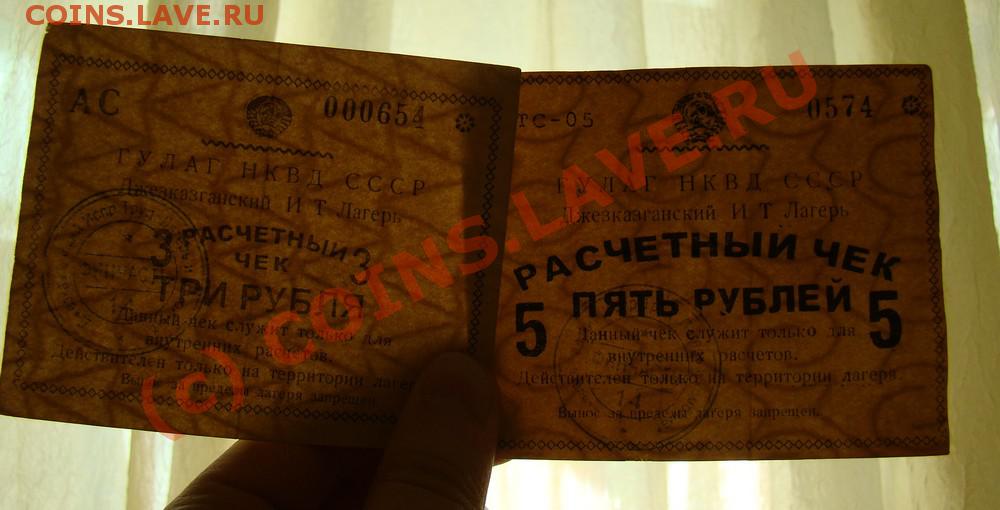 COINS.LAVE.RU
АС 000654
ГУЛАГ НКВД СССР
Джезказганский И Т Лагерь
3 РАСЧЕТНЫЙ 3
ЧЕК
ТРИ РУБЛЯ
Данный чек служит только для
внутренних расчетов.
Действителен только на территории лагеря
Вынос за пределы лагеря запрещен.
ТС-05 0574
ГУЛАГ НКВД СССР
Джезказганский И Т Лагерь
РАСЧЕТНЫЙ ЧЕК
5 ПЯТЬ РУБЛЕЙ 5
Данный чек служит только для
внутренних расчетов.
Действителен только на территории лагеря.
Вынос за пределы лагеря запрещен.
(c) COINS.LAVE.RU